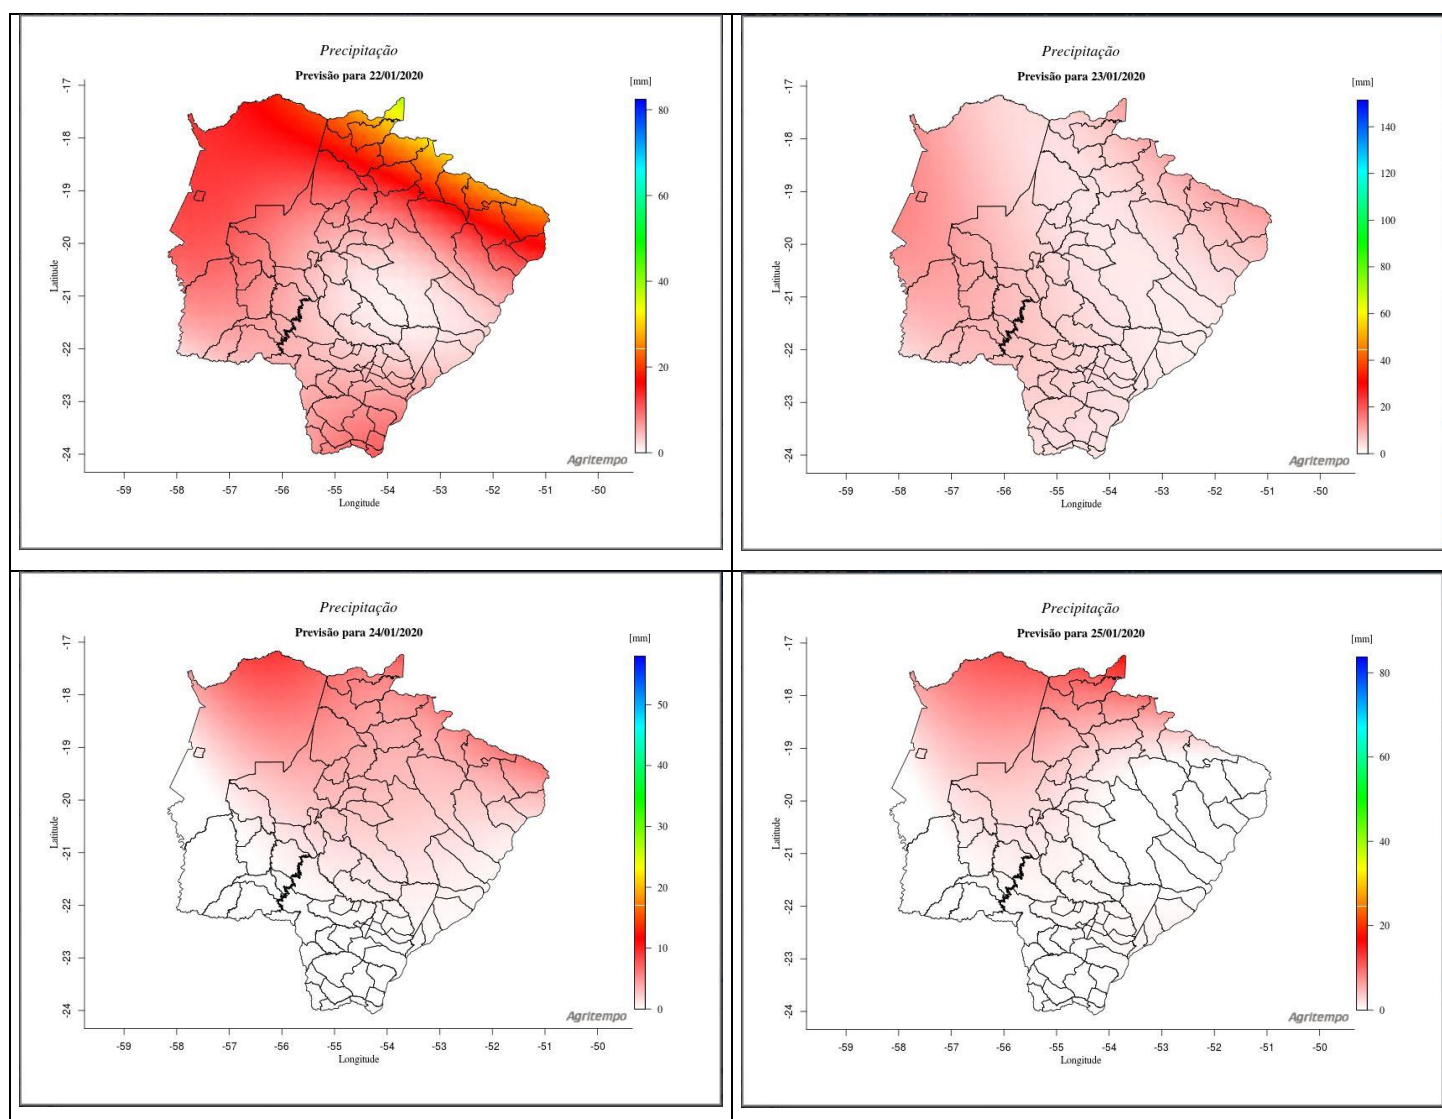 Precipitação
Previsão para 22/01/2020
[mm]
80
60
40
20
0
-17
-18
-19
-20
-21
-22
-23
-24
Latitude
Agritempo
-59 -58 -57 -56 -55 -54 -53 -52 -51 -50
Longitude
Precipitação
Previsão para 23/01/2020
[mm]
140
120
100
80
60
40
20
0
-17
-18
-19
-20
-21
-22
-23
-24
Latitude
Agritempo
-59 -58 -57 -56 -55 -54 -53 -52 -51 -50
Longitude
Precipitação
Previsão para 24/01/2020
[mm]
50
40
30
20
10
0
-17
-18
-19
-20
-21
-22
-23
-24
Latitude
Agritempo
-59 -58 -57 -56 -55 -54 -53 -52 -51 -50
Longitude
Precipitação
Previsão para 25/01/2020
[mm]
80
60
40
20
0
-17
-18
-19
-20
-21
-22
-23
-24
Latitude
Agritempo
-59 -58 -57 -56 -55 -54 -53 -52 -51 -50
Longitude